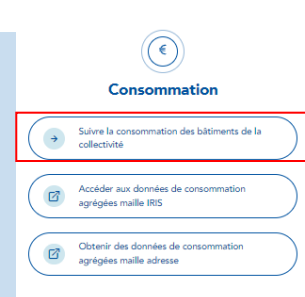 €
Consommation
Suivre la consommation des bâtiments de la
collectivité
Accéder aux données de consommation
agrégées maille IRIS
Obtenir des données de consommation
agrégées maille adresse